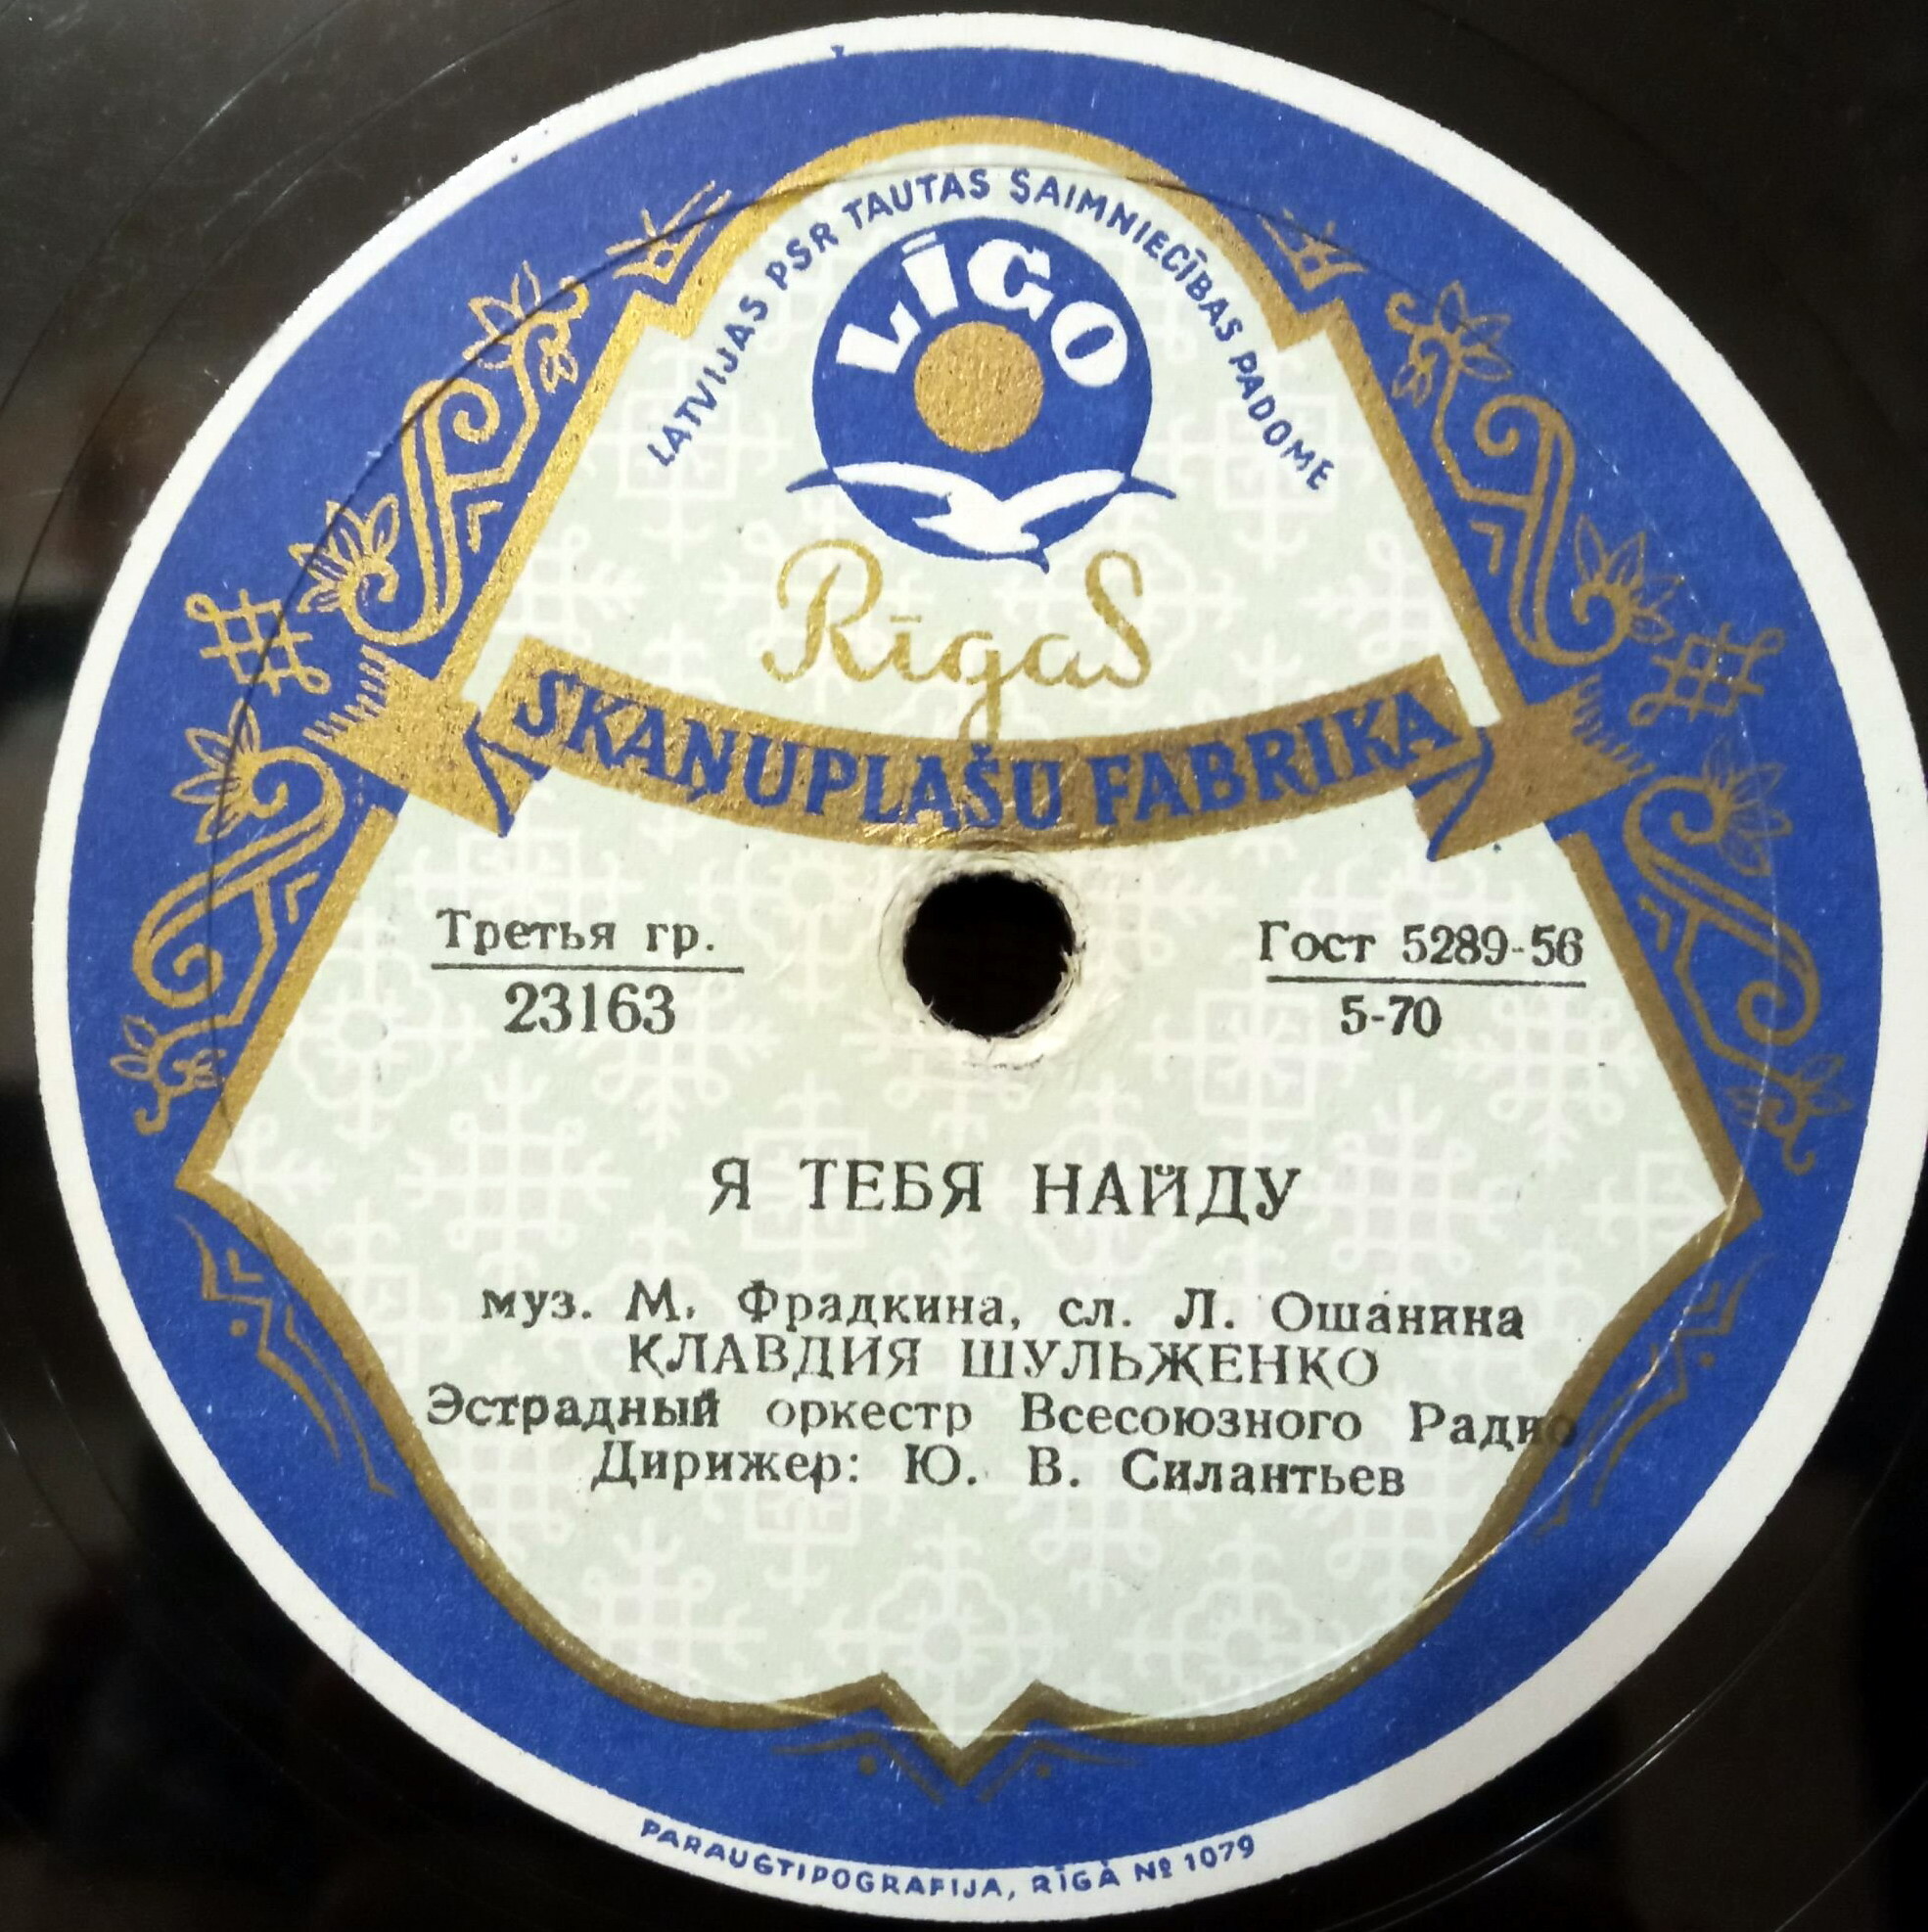 LATVIJAS PSR TAUTAS SAIMNIECĪBAS PADOME
LĪGO
Rīgas
SKAŅUPLAŠU FABRIKA
Третья гр.
23163
Гост 5289-56
5-70
Я ТЕБЯ НАЙДУ
муз. М. Фрадкина, сл. Л. Ошанина
КЛАВДИЯ ШУЛЬЖЕНКО
Эстрадный оркестр Всесоюзного Радио
Дирижер: Ю. В. Силантьев
PARAUGTIPOGRAFIJA, RĪGĀ № 1079